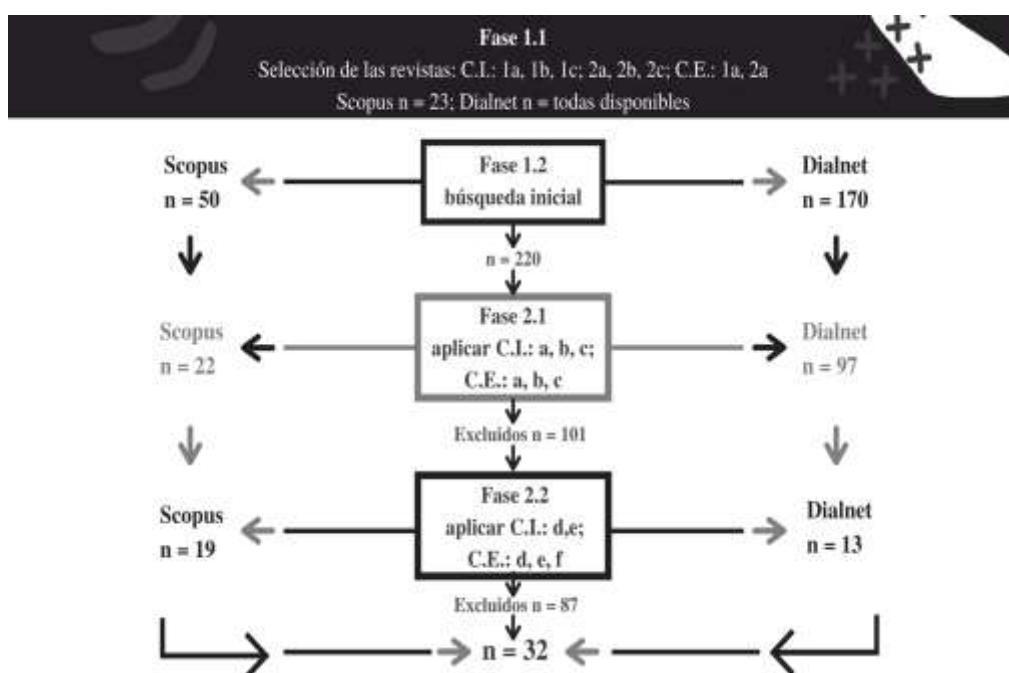 Fase 1.1
Selección de las revistas: C.I.: 1a, 1b, 1c; 2a, 2b, 2c; C.E.: 1a, 2a
Scopus n = 23; Dialnet n = todas disponibles
Scopus
n = 50
Fase 1.2
búsqueda inicial
Dialnet
n = 170
n = 220
Scopus
n = 22
Fase 2.1
aplicar C.I.: a, b, c;
C.E.: a, b, c
Dialnet
n = 97
Excluidos n = 101
Scopus
n = 19
Fase 2.2
aplicar C.I.: d,e;
C.E.: d, e, f
Dialnet
n = 13
Excluidos n = 87
n = 32